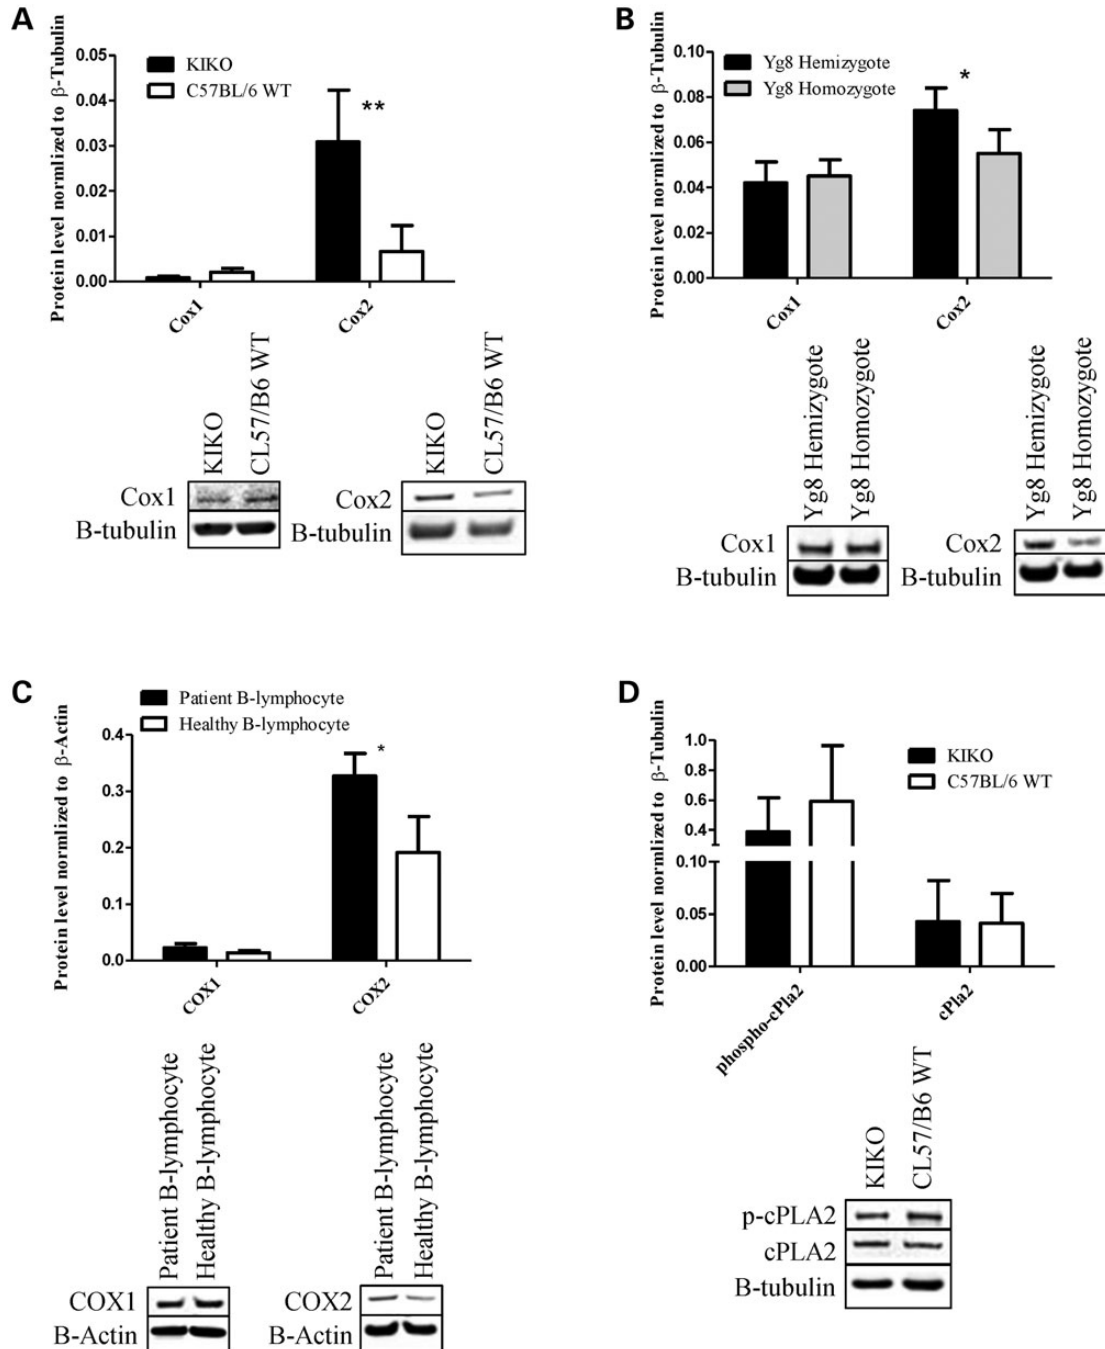 A
Protein level normlized to β-Tubulin
0.05
0.04
0.03
0.02
0.01
0.00
KIKO
C57BL/6 WT
**
Cox1
Cox2
KIKO
CL57/B6 WT
KIKO
CL57/B6 WT
Cox1
B-tubulin
Cox2
B-tubulin
B
Protein level normlized to β-Tubulin
0.10
0.08
0.06
0.04
0.02
0.00
Yg8 Hemizygote
Yg8 Homozygote
*
Cox1
Cox2
Yg8 Hemizygote
Yg8 Homozygote
Yg8 Hemizygote
Yg8 Homozygote
Cox1
B-tubulin
Cox2
B-tubulin
C
Protein level normlized to β-Actin
0.4
0.3
0.2
0.1
0.0
Patient B-lymphocyte
Healthy B-lymphocyte
*
COX1
COX2
Patient B-lymphocyte
Healthy B-lymphocyte
Patient B-lymphocyte
Healthy B-lymphocyte
COX1
B-Actin
COX2
B-Actin
D
Protein level normlized to β-Tubulin
1.0
0.8
0.6
0.4
0.10
0.05
0.00
KIKO
C57BL/6 WT
phospho-cPla2
cPla2
KIKO
CL57/B6 WT
p-cPLA2
cPLA2
B-tubulin